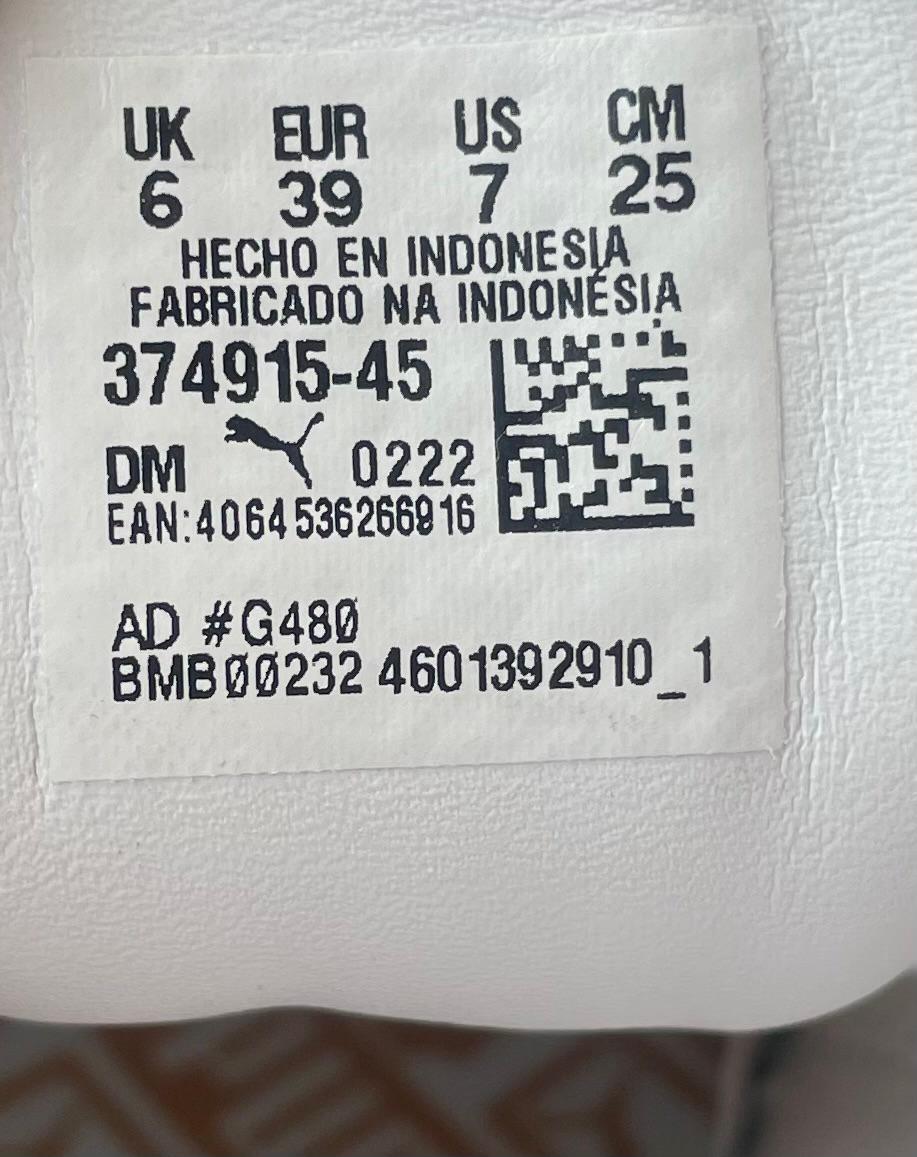 UK EUR US CM
6 39 7 25
HECHO EN INDONESIA
FABRICADO NA INDONÉSIA
374915-45
DM 0222
EAN:4064536266916
AD #G480
BMB00232 4601392910_1